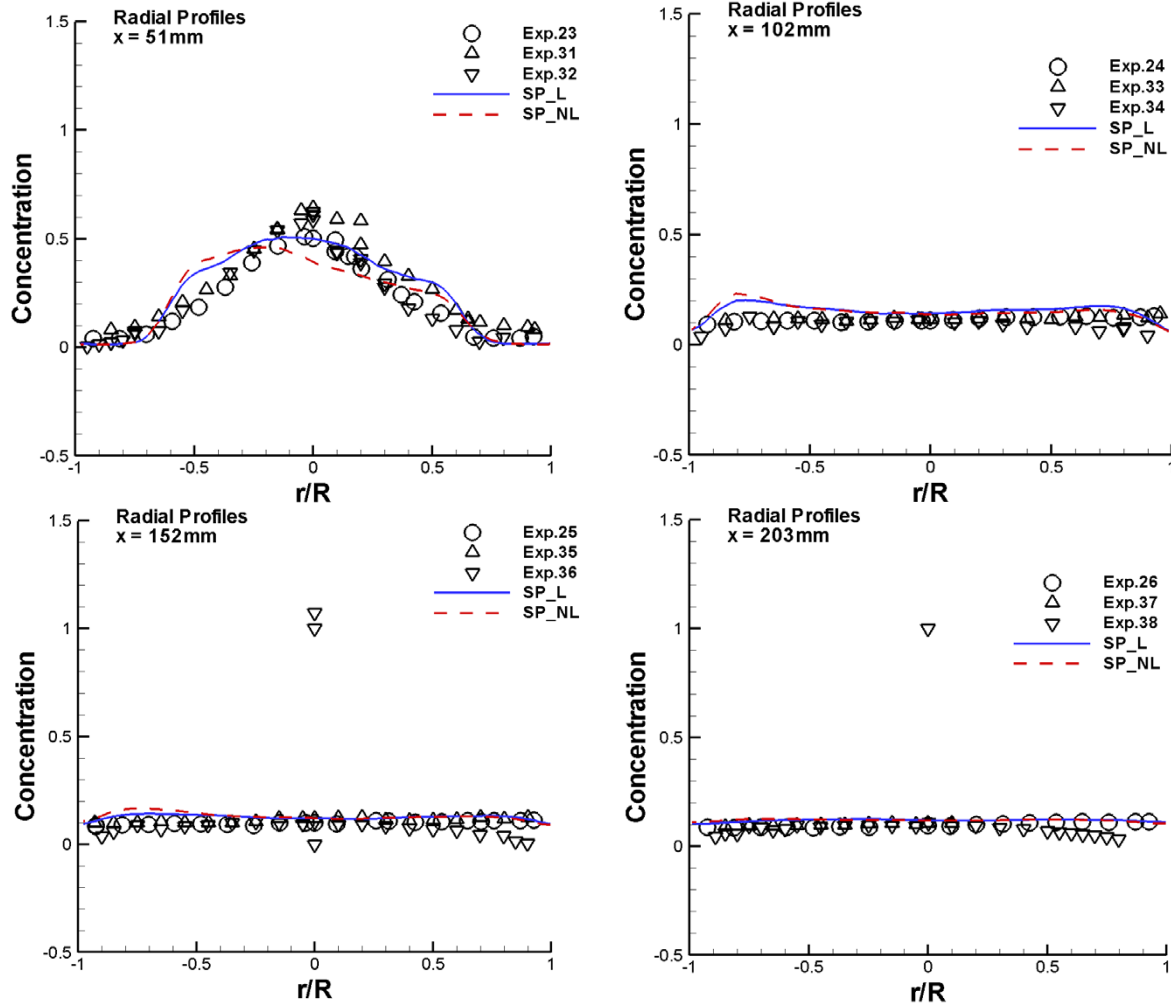 Radial Profiles
x = 51mm
Exp.23
Exp.31
Exp.32
SP_L
SP_NL
1.5
1
0.5
0
-0.5
Concentration
-1
-0.5
0
0.5
1
r/R
Radial Profiles
x = 102mm
Exp.24
Exp.33
Exp.34
SP_L
SP_NL
1.5
1
0.5
0
-0.5
Concentration
-1
-0.5
0
0.5
1
r/R
Radial Profiles
x = 152mm
Exp.25
Exp.35
Exp.36
SP_L
SP_NL
1.5
1
0.5
0
-0.5
Concentration
-1
-0.5
0
0.5
1
r/R
Radial Profiles
x = 203mm
Exp.26
Exp.37
Exp.38
SP_L
SP_NL
1.5
1
0.5
0
-0.5
Concentration
-1
-0.5
0
0.5
1
r/R